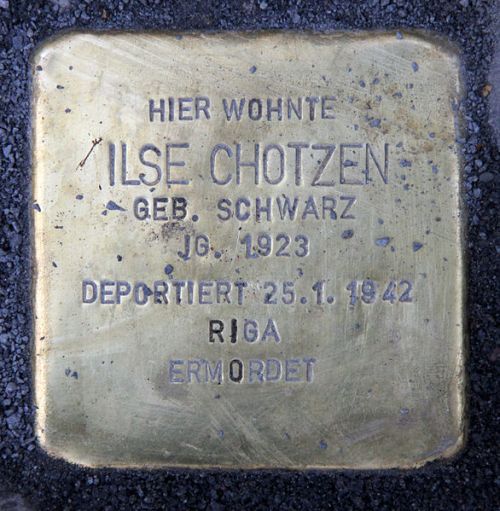 HIER WOHNTE
ILSE CHOTZEN
GEB. SCHWARZ
JG. 1923
DEPORTIERT 25.1.1942
RIGA
ERMORDET